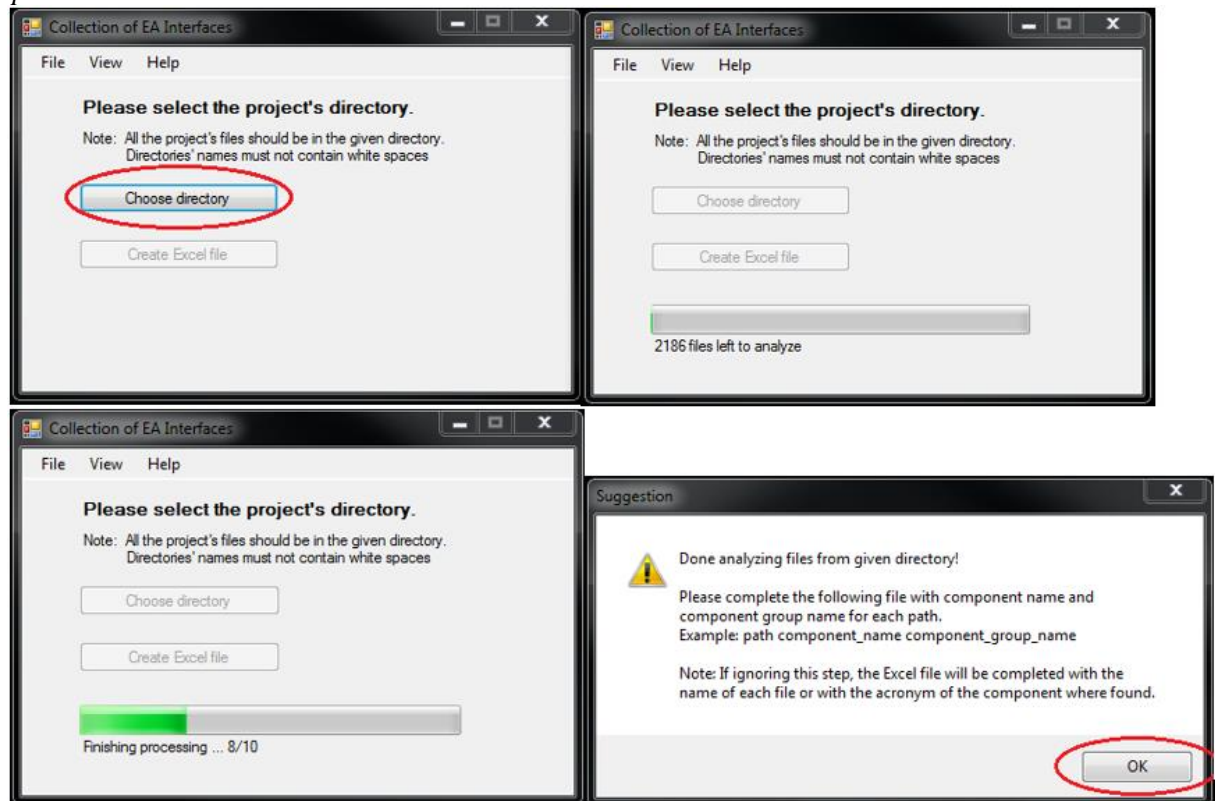 Collection of EA Interfaces
File View Help
Please select the project's directory.
Note: All the project's files should be in the given directory.
Directories' names must not contain white spaces
Choose directory
Create Excel file
Collection of EA Interfaces
File View Help
Please select the project's directory.
Note: All the project's files should be in the given directory.
Directories' names must not contain white spaces
Choose directory
Create Excel file
2186 files left to analyze
Collection of EA Interfaces
File View Help
Please select the project's directory.
Note: All the project's files should be in the given directory.
Directories' names must not contain white spaces
Choose directory
Create Excel file
Finishing processing ... 8/10
Suggestion
Done analyzing files from given directory!
Please complete the following file with component name and
component group name for each path.
Example: path component_name component_group_name
Note: If ignoring this step, the Excel file will be completed with the
name of each file or with the acronym of the component where found.
OK